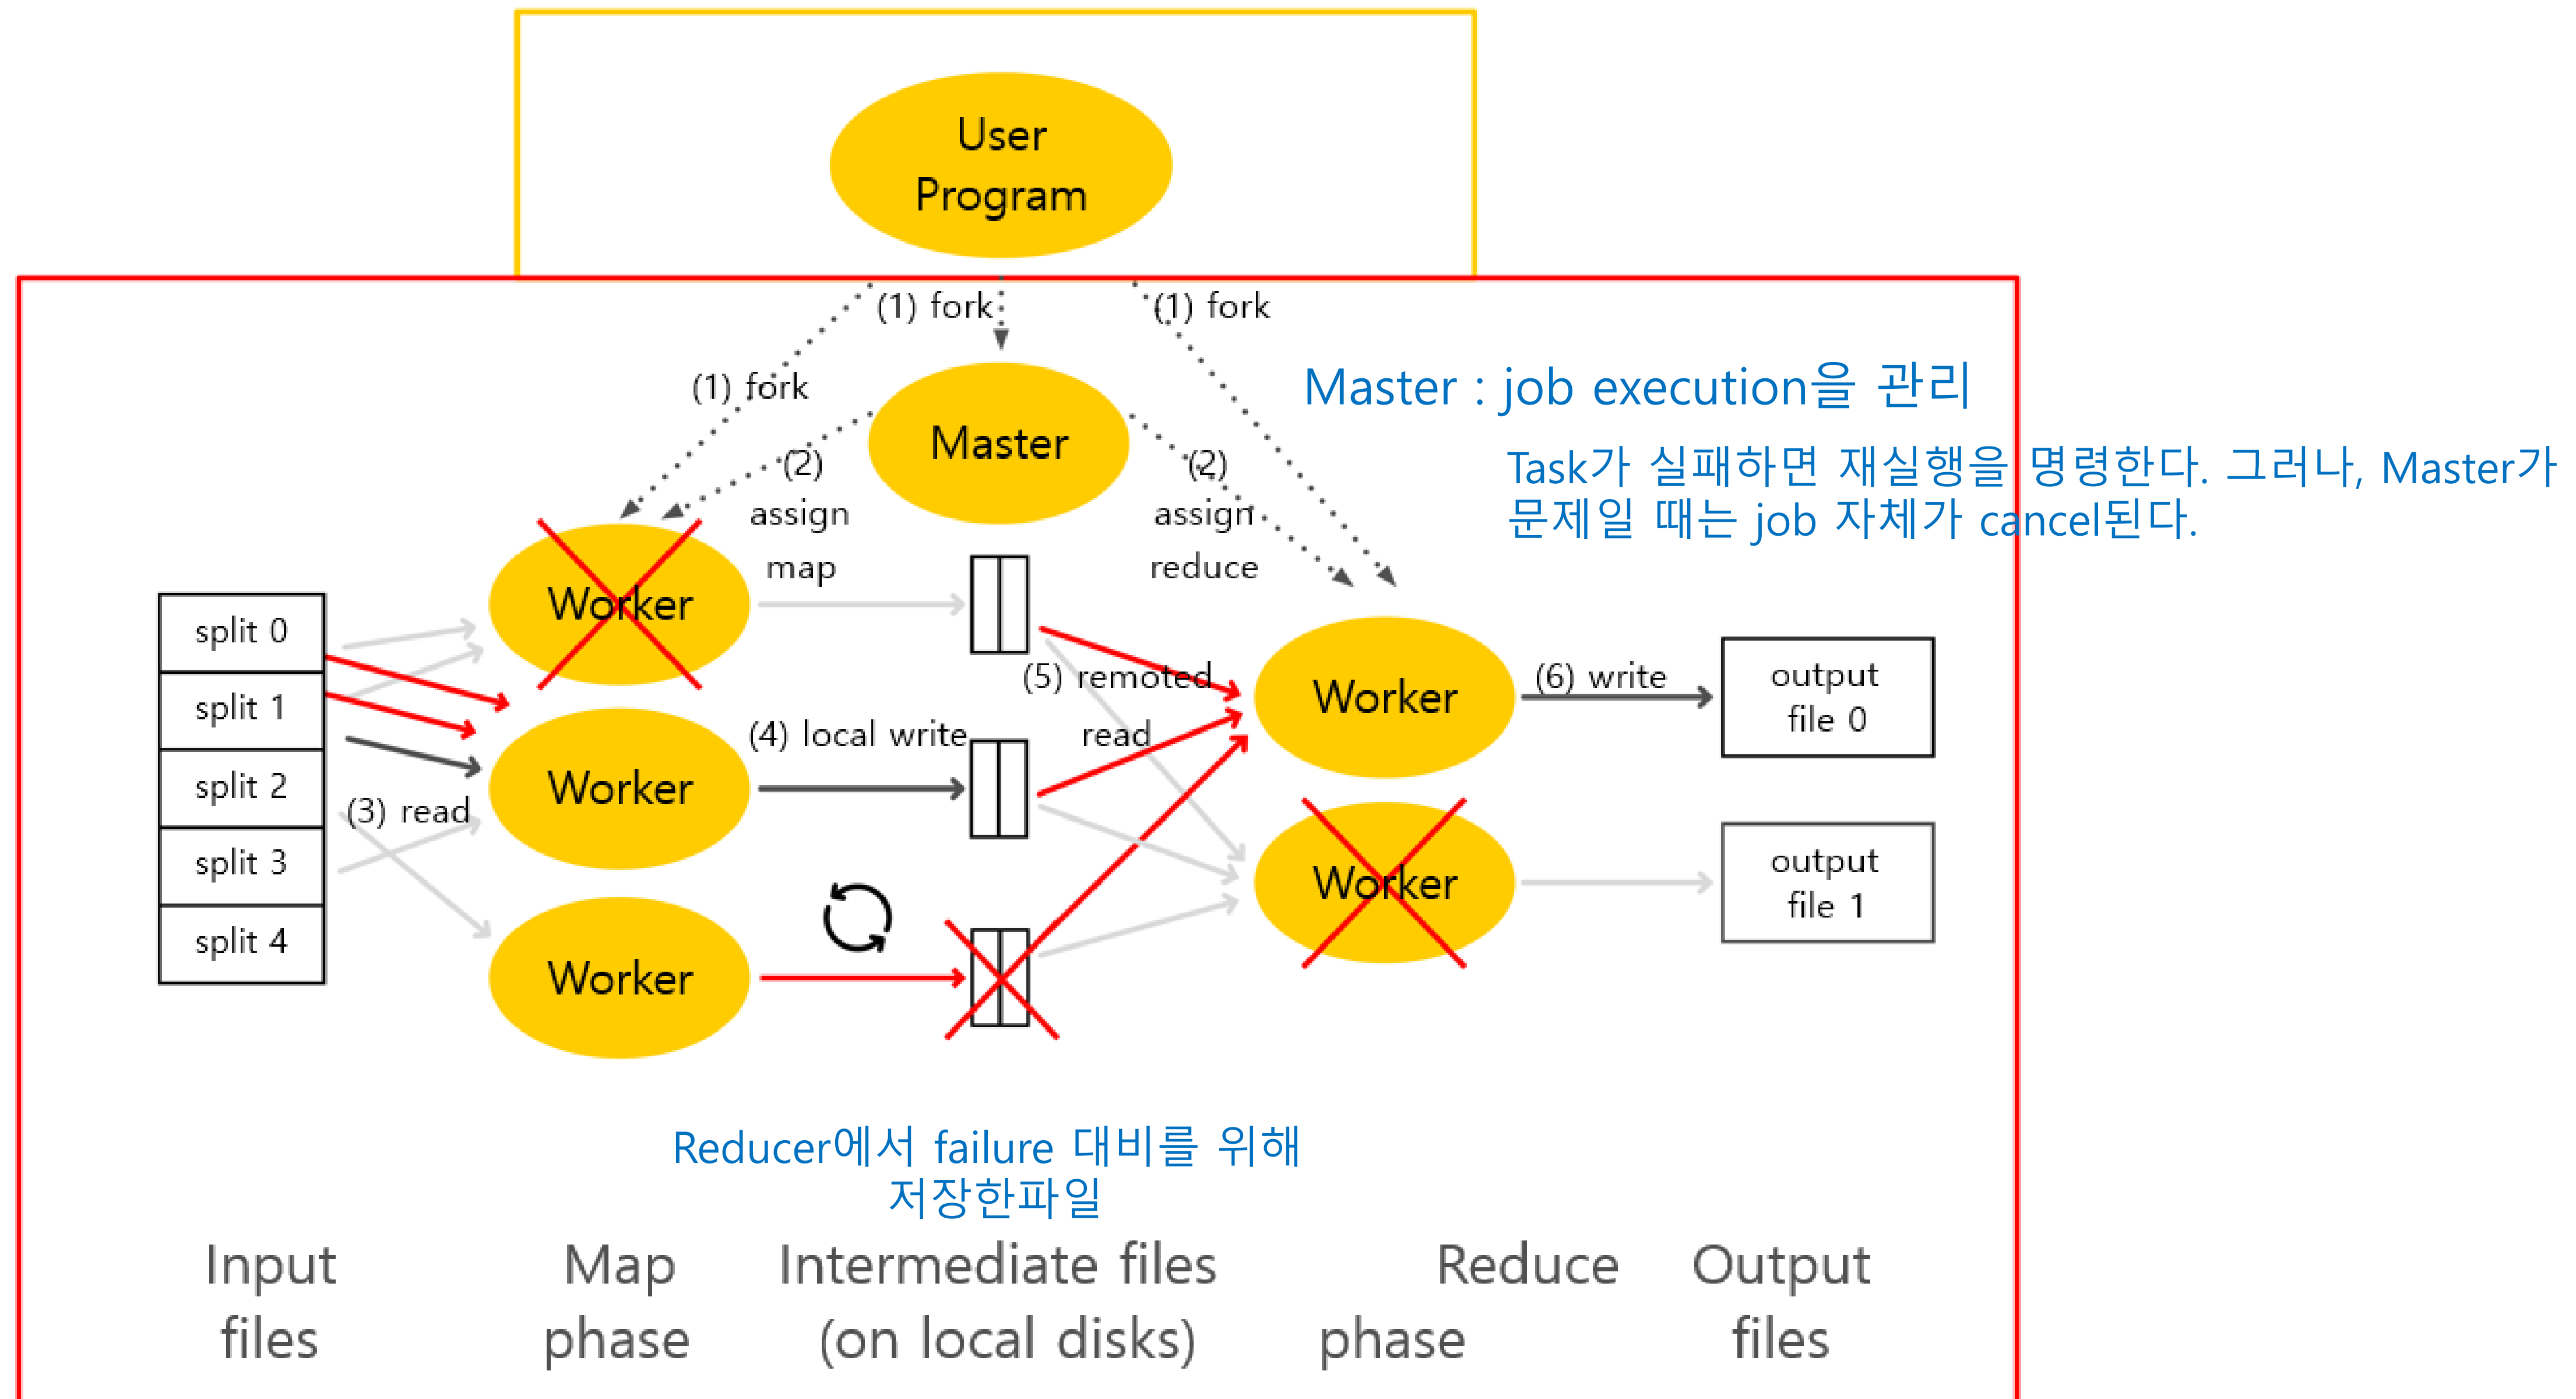 User
Program
(1) fork
(1) fork
(1) fork
Master : job execution을 관리
Master
Task가 실패하면 재실행을 명령한다. 그러나, Master가
문제일 때는 job 자체가 cancel된다.
(2)
assign
map
(2)
assign
reduce
Worker
split 0
split 1
split 2
split 3
split 4
(3) read
Worker
(4) local write
Worker
(5) remoted
read
Worker
(6) write
output
file 0
Worker
output
file 1
Reducer에서 failure 대비를 위해
저장한파일
Input
files
Map
phase
Intermediate files
(on local disks)
Reduce
phase
Output
files